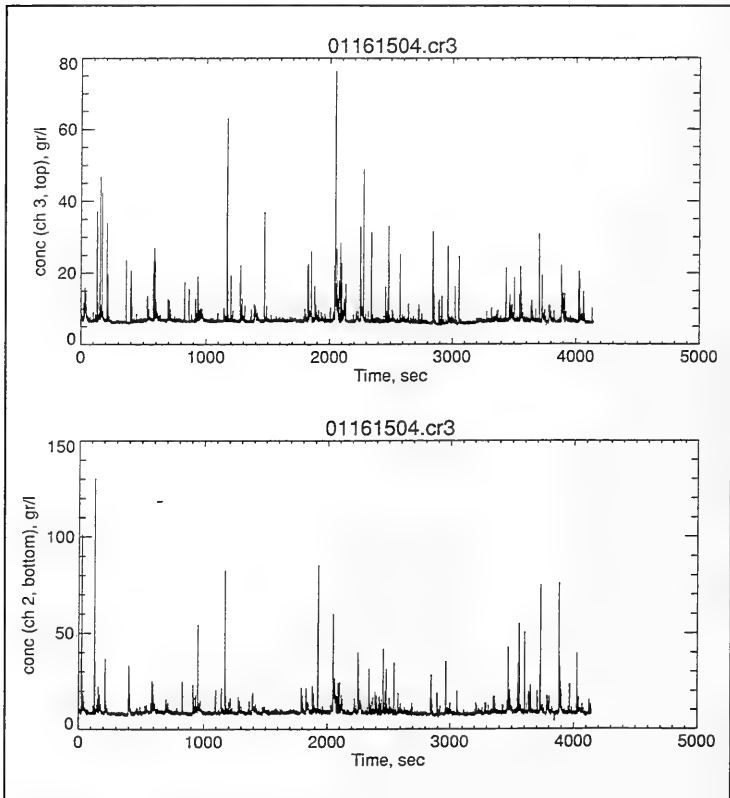 01161504.cr3
conc (ch 3, top), gr/l
80
60
40
20
0
0 1000 2000 3000 4000 5000
Time, sec
01161504.cr3
conc (ch 2, bottom), gr/l
150
100
50
0
0 1000 2000 3000 4000 5000
Time, sec